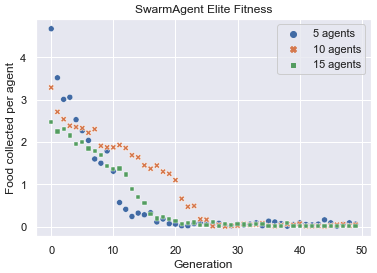 SwarmAgent Elite Fitness
5 agents
10 agents
15 agents
Food collected per agent
4
3
2
1
0
0 10 20 30 40 50
Generation